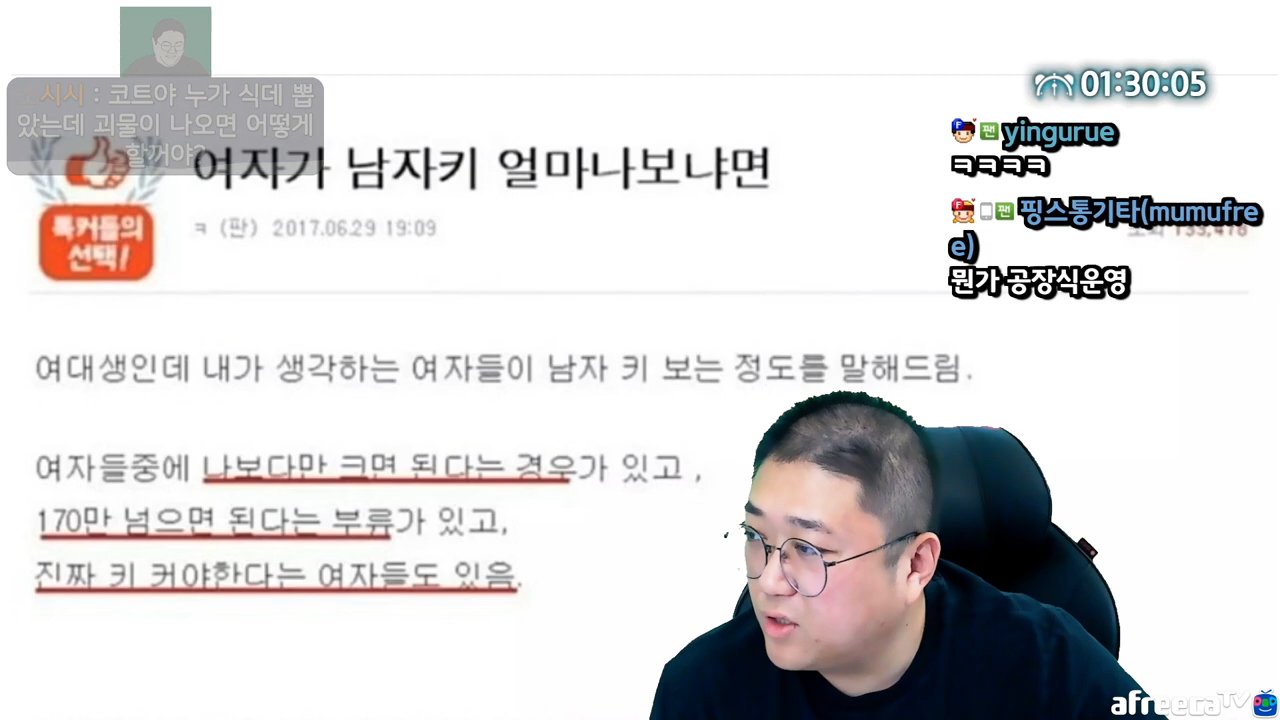 시시 : 코트야 누가 식데 뽑
았는데 괴물이 나오면 어떻게
할꺼야?
01:30:05
yingurue
ㅋㅋㅋㅋ
핑스통기타(mumufre
e)
뭔가 공장식운영
톡커들의
선택!
여자가 남자키 얼마나보냐면
ㅋ (판) 2017.06.29 19:09
여대생인데 내가 생각하는 여자들이 남자 키 보는 정도를 말해드림.
여자들중에 나보다만 크면 된다는 경우가 있고 ,
170만 넘으면 된다는 부류가 있고,
진짜 키 커야한다는 여자들도 있음.
afreecaTV